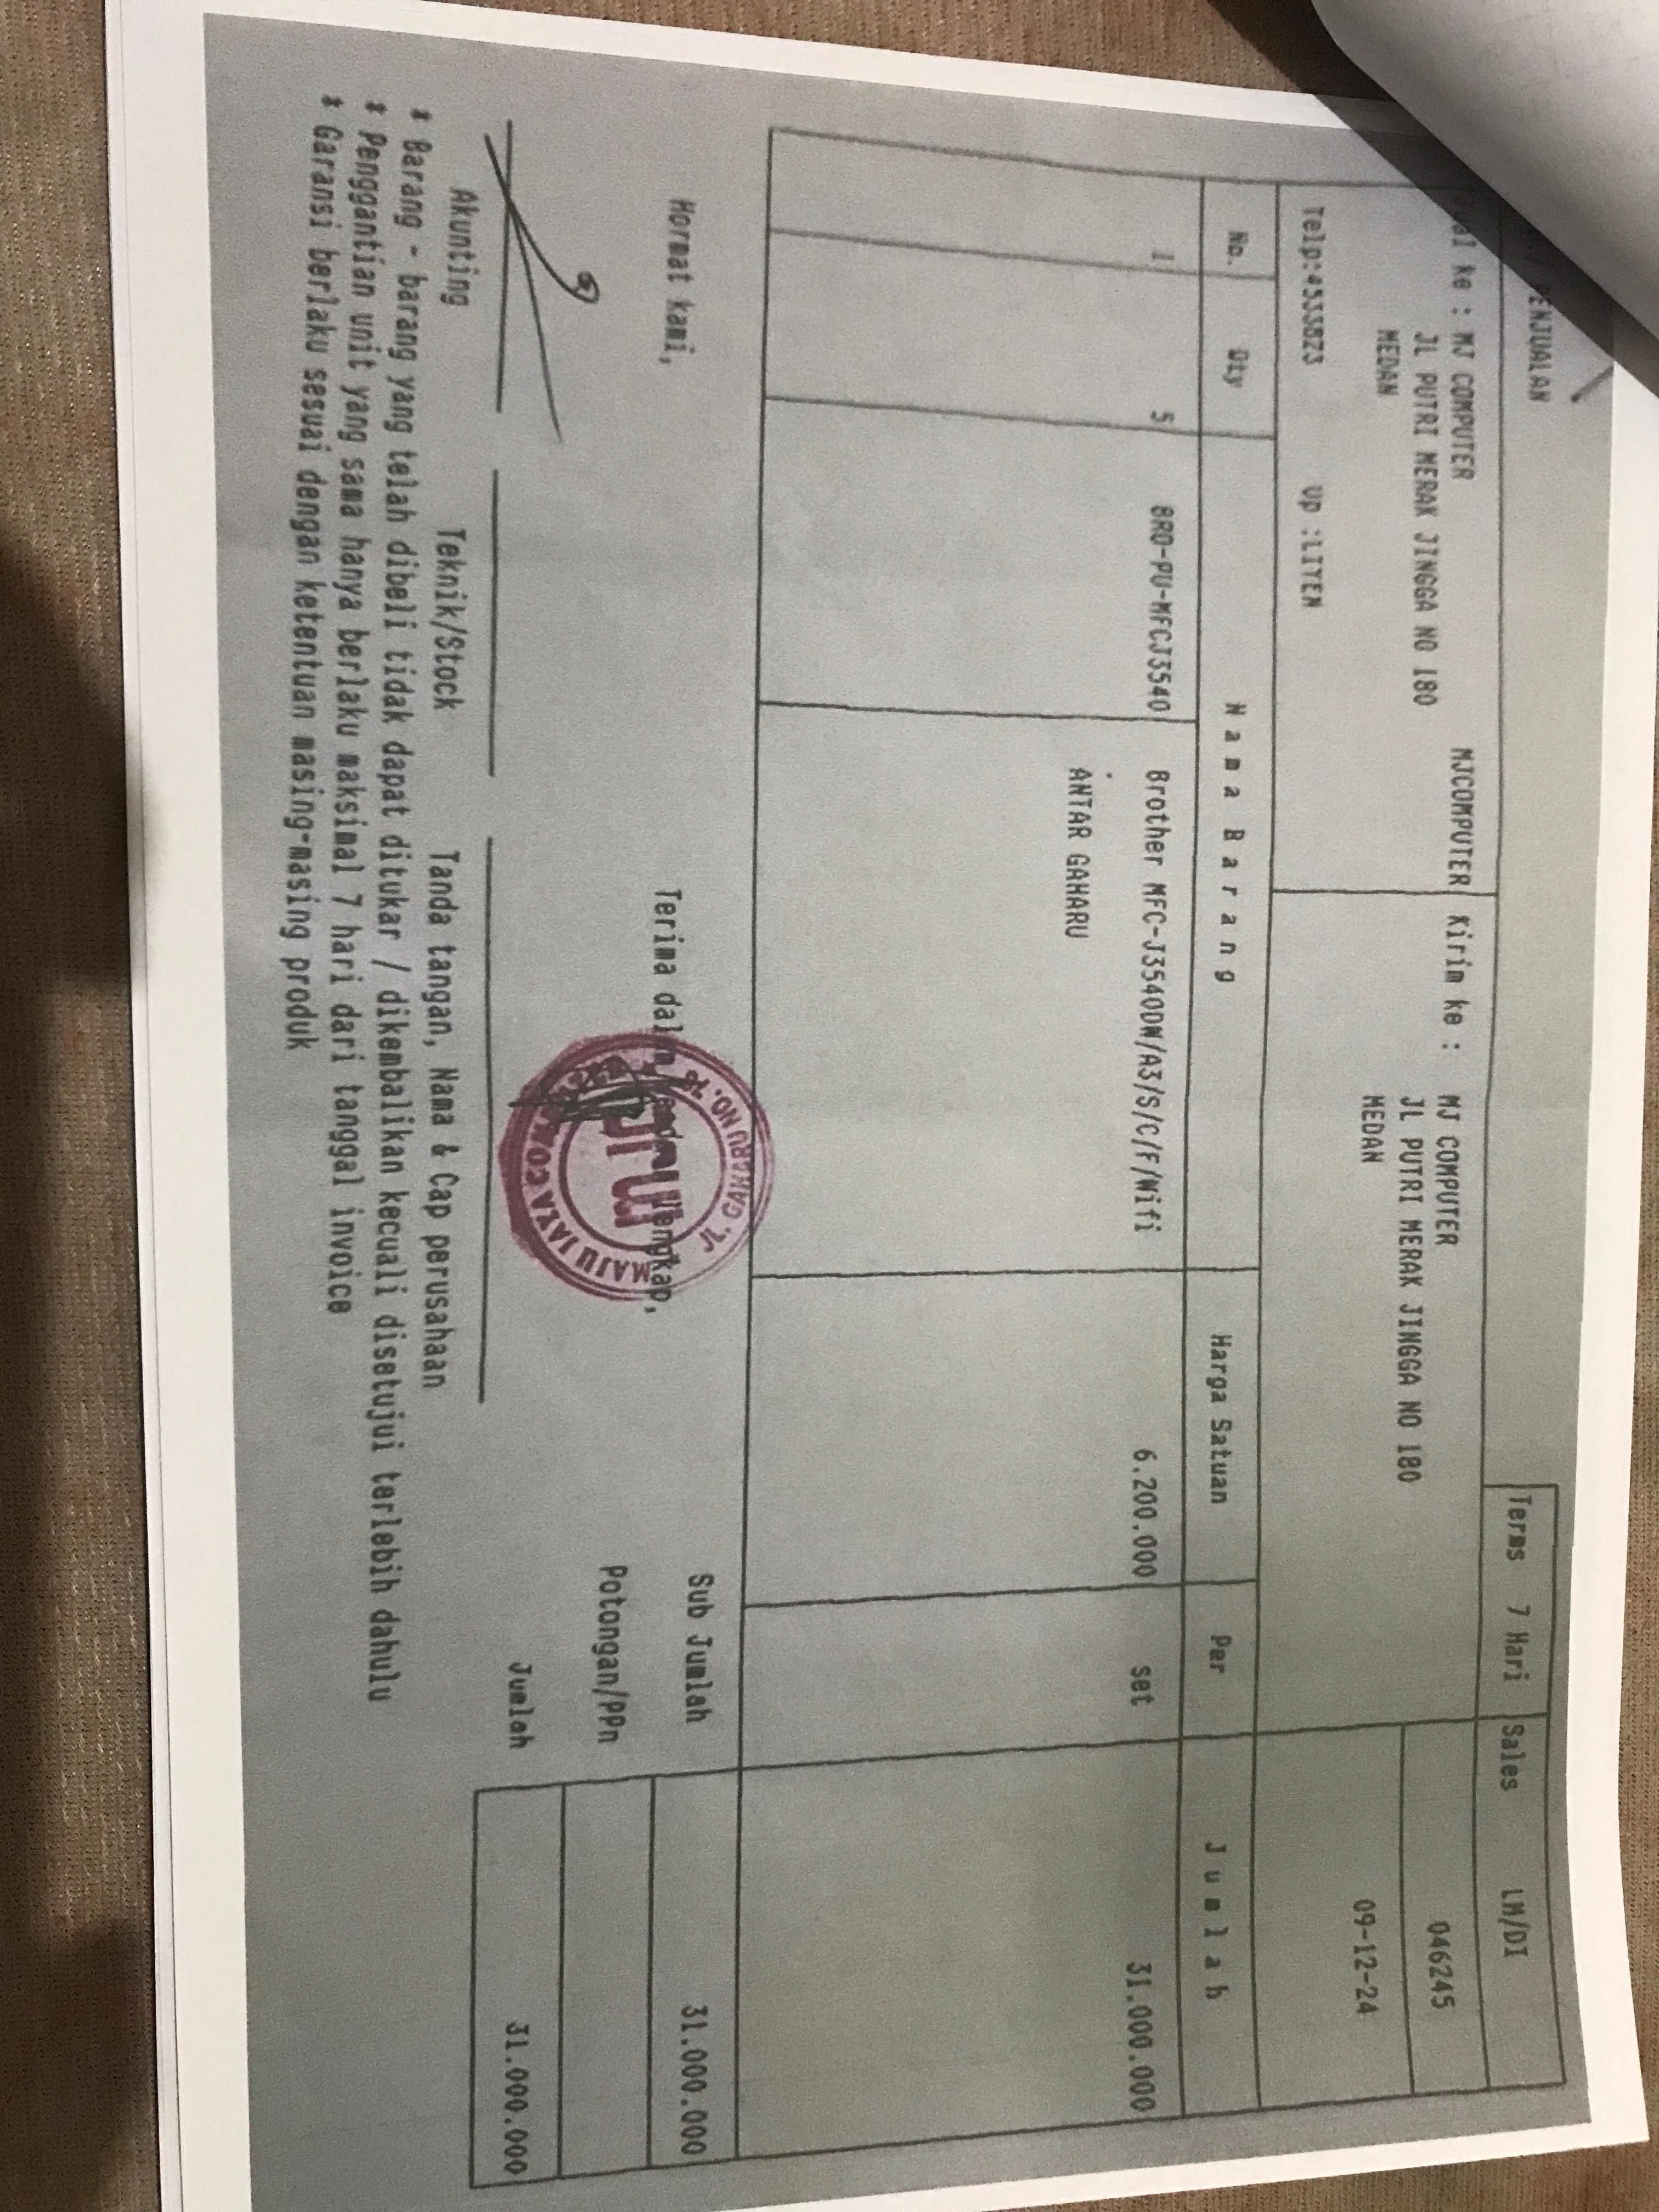 PENJUALAN
Terms 7 Hari Sales LM/DI
ke : MJ COMPUTER MJCOMPUTER Kirim ke : MJ COMPUTER 046245
JL PUTRI MERAK JINGGA NO 180 JL PUTRI MERAK JINGGA NO 180
MEDAN MEDAN 09-12-24
Telp:4533823 Up :LIYEN
No. Qty Nama Barang Harga Satuan Per Jumlah
1 5 BRO-PU-MFCJ3540 Brother MFC-J3540DW/A3/S/C/F/Wifi 6.200.000 set 31.000.000
.
ANTAR GAHARU
Hormat kami, Terima lengkap, Sub Jumlah 31.000.000
Potongan/PPn
Jumlah 31.000.000
JL. GAHARU NO.
MAJU JAYA
Akunting Teknik/Stock Tanda tangan, Nama & Cap perusahaan
* Barang - barang yang telah dibeli tidak dapat ditukar / dikembalikan kecuali disetujui terlebih dahulu
* Penggantian unit yang sama hanya berlaku maksimal 7 hari dari tanggal invoice
* Garansi berlaku sesuai dengan ketentuan masing-masing produk